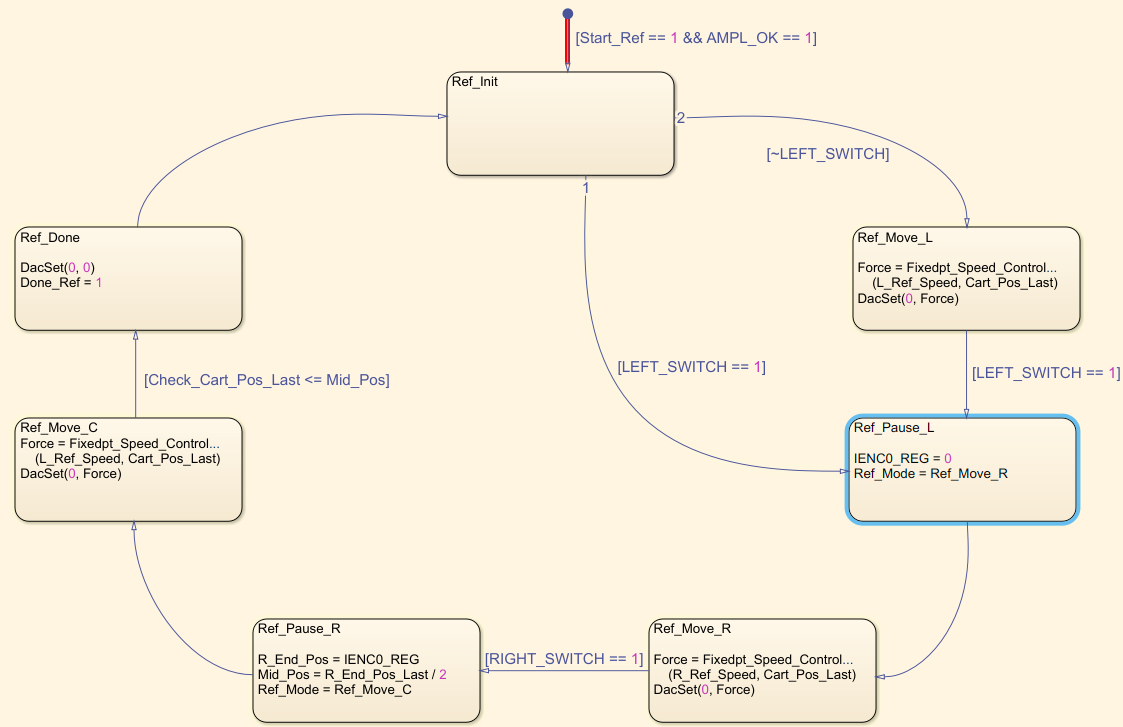 [Start_Ref == 1 && AMPL_OK == 1]
Ref_Init
2
[~LEFT_SWITCH]
1
Ref_Done
DacSet(0, 0)
Done_Ref = 1
Ref_Move_L
Force = Fixedpt_Speed_Control...
(L_Ref_Speed, Cart_Pos_Last)
DacSet(0, Force)
[LEFT_SWITCH == 1]
[LEFT_SWITCH == 1]
[Check_Cart_Pos_Last <= Mid_Pos]
Ref_Move_C
Force = Fixedpt_Speed_Control...
(L_Ref_Speed, Cart_Pos_Last)
DacSet(0, Force)
Ref_Pause_L
IENC0_REG = 0
Ref_Mode = Ref_Move_R
Ref_Pause_R
R_End_Pos = IENC0_REG
Mid_Pos = R_End_Pos_Last / 2
Ref_Mode = Ref_Move_C
[RIGHT_SWITCH == 1]
Ref_Move_R
Force = Fixedpt_Speed_Control...
(R_Ref_Speed, Cart_Pos_Last)
DacSet(0, Force)